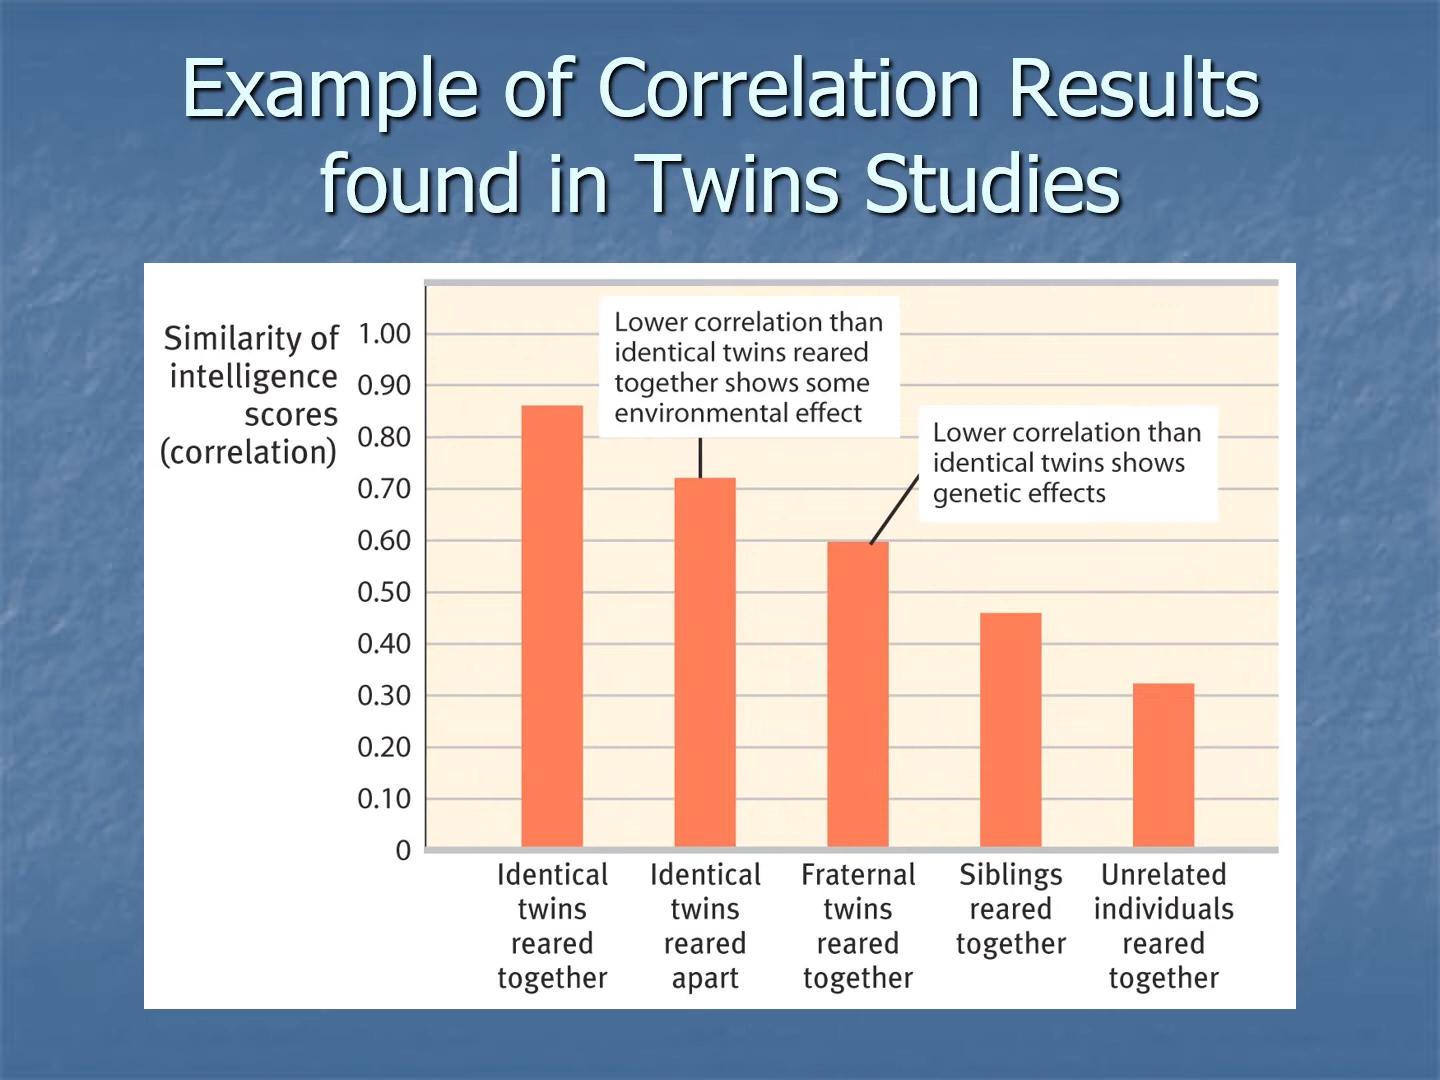 Example of Correlation Results
found in Twins Studies
Similarity of
intelligence
scores
(correlation)
1.00
0.90
0.80
0.70
0.60
0.50
0.40
0.30
0.20
0.10
0
Lower correlation than
identical twins reared
together shows some
environmental effect
Lower correlation than
identical twins shows
genetic effects
Identical
twins
reared
together
Identical
twins
reared
apart
Fraternal
twins
reared
together
Siblings
reared
together
Unrelated
individuals
reared
together